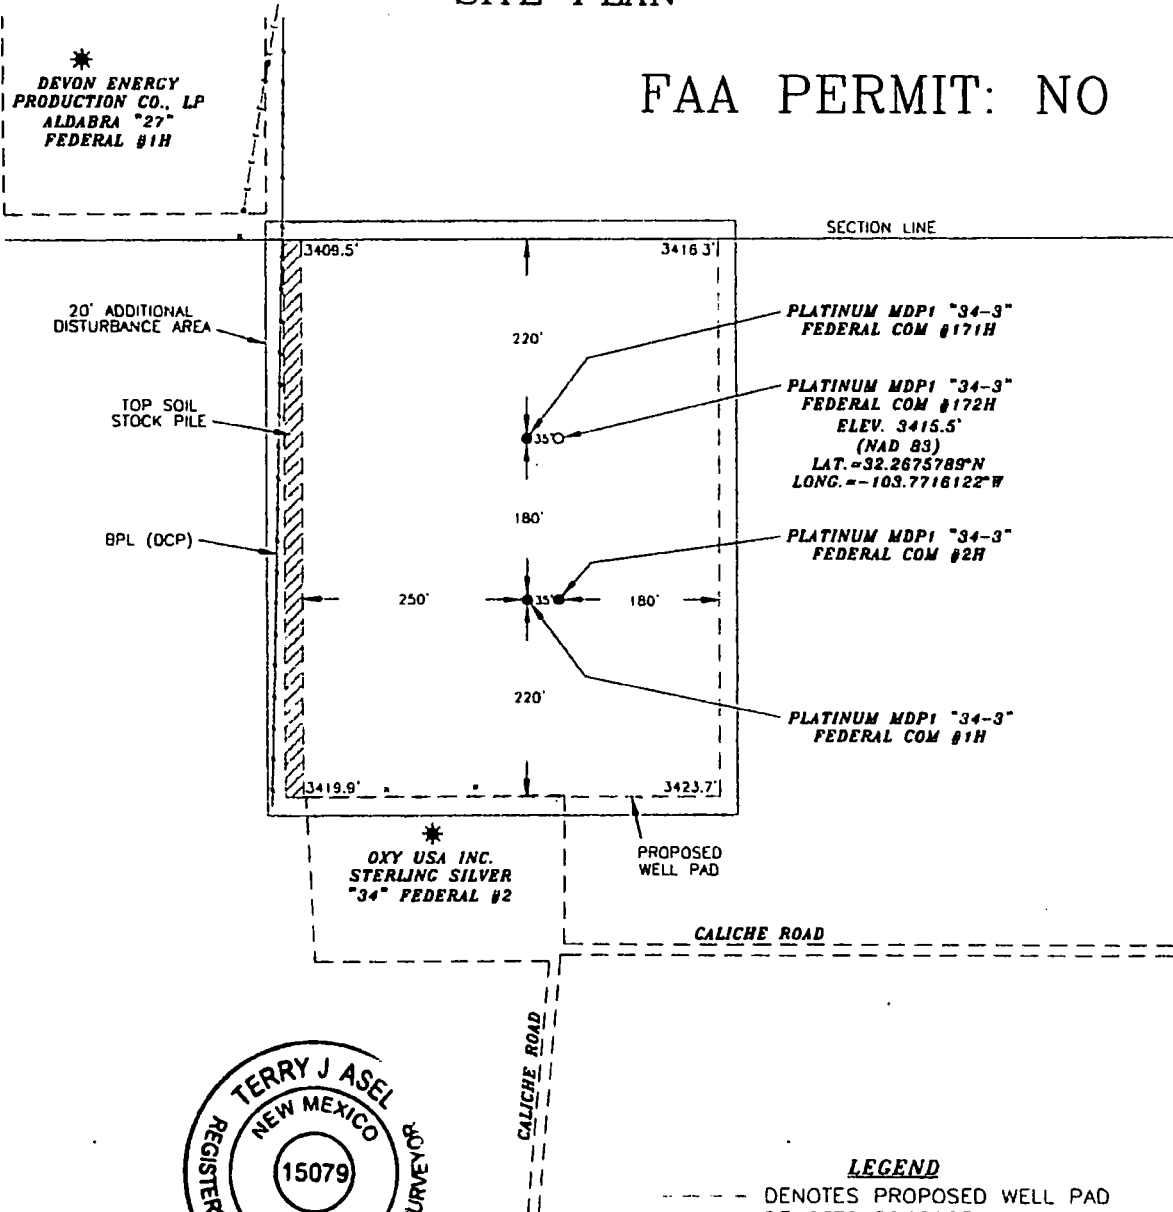 SITE PLAN
FAA PERMIT: NO
DEVON ENERGY
PRODUCTION CO., LP
ALDABRA "27"
FEDERAL #1H
SECTION LINE
3409.5'
3416.3'
20' ADDITIONAL
DISTURBANCE AREA
220'
PLATINUM MDP1 "34-3"
FEDERAL COM #171H
TOP SOIL
STOCK PILE
35'
PLATINUM MDP1 "34-3"
FEDERAL COM #172H
ELEV. 3415.5'
(NAD 83)
LAT.=32.2675789°N
LONG.=-103.7716122°W
180'
BPL (DCP)
PLATINUM MDP1 "34-3"
FEDERAL COM #2H
250'
35'
180'
220'
PLATINUM MDP1 "34-3"
FEDERAL COM #1H
3419.9'
3423.7'
OXY USA INC.
STERLING SILVER
"34" FEDERAL #2
PROPOSED
WELL PAD
CALICHE ROAD
CALICHE ROAD
TERRY J ASEL
NEW MEXICO
15079
LEGEND
DENOTES PROPOSED WELL PAD